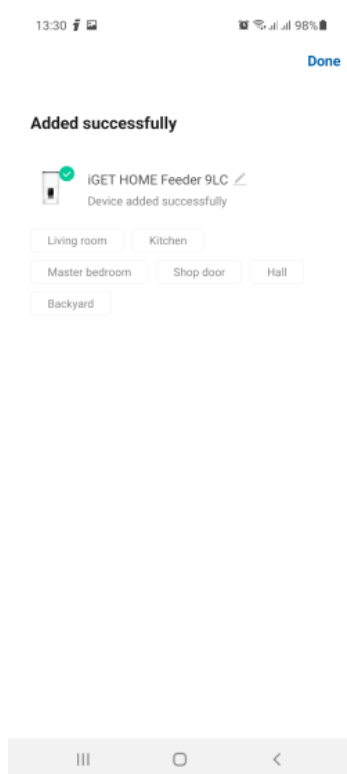 13:30 98%
Done
Added successfully
iGET HOME Feeder 9LC
Device added successfully
Living room Kitchen
Master bedroom Shop door Hall
Backyard